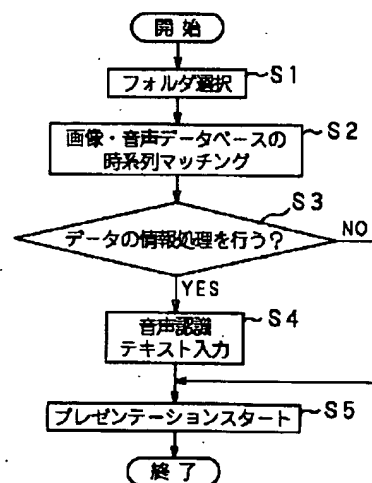 開始
フォルダ選択
S1
画像・音声データベースの
時系列マッチング
S2
データの情報処理を行う?
S3
NO
YES
音声認識
テキスト入力
S4
プレゼンテーションスタート
S5
終了